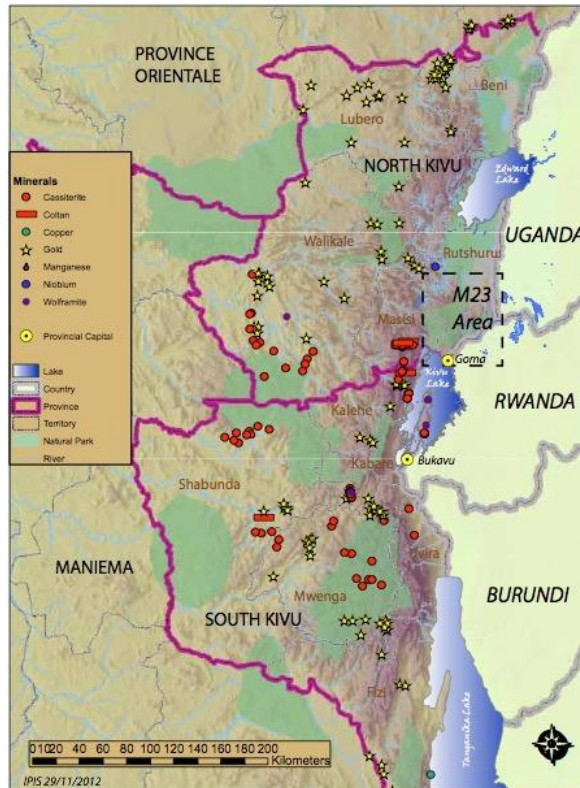 PROVINCE
ORIENTALE
Beni
Lubero
NORTH KIVU
Edward
Lake
Minerals
Cassiterite
Coltan
Copper
Gold
Manganese
Niobium
Wolframite
Provincial Capital
Lake
Country
Province
Territory
Natural Park
River
Walikale
Rutshuru
UGANDA
M23
Area
Masisi
Goma
Kivu
Lake
RWANDA
Kalehe
Kabare
Bukavu
Shabunda
Uvira
MANIEMA
Mwenga
SOUTH KIVU
BURUNDI
Fizi
Tanganika Lake
0 10 20 40 60 80 100 120 140 160 180 200
Kilometers
IPIS 29/11/2012